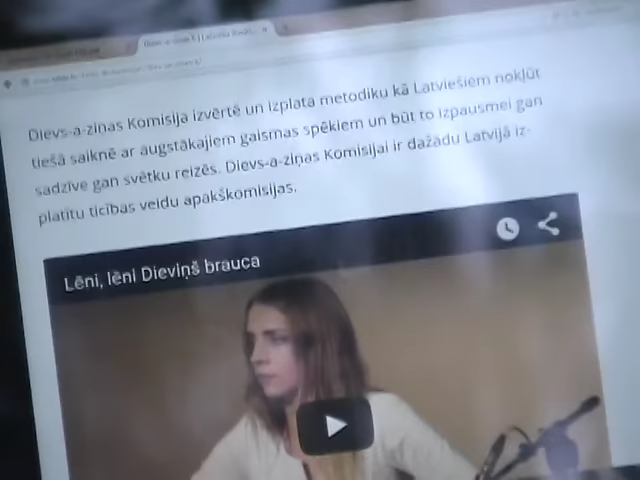 Dievs-a-ziņas Komisija izvērtē un izplata metodiku kā Latviešiem nokļūt
tiešā saiknē ar augstākajiem gaismas spēkiem un būt to izpausmei gan
sadzīvē gan svētku reizēs. Dievs-a-ziņas Komisijai ir dažādu Latvijā iz-
platītu ticības veidu apakškomisijas.
Lēni, lēni Dieviņš brauca